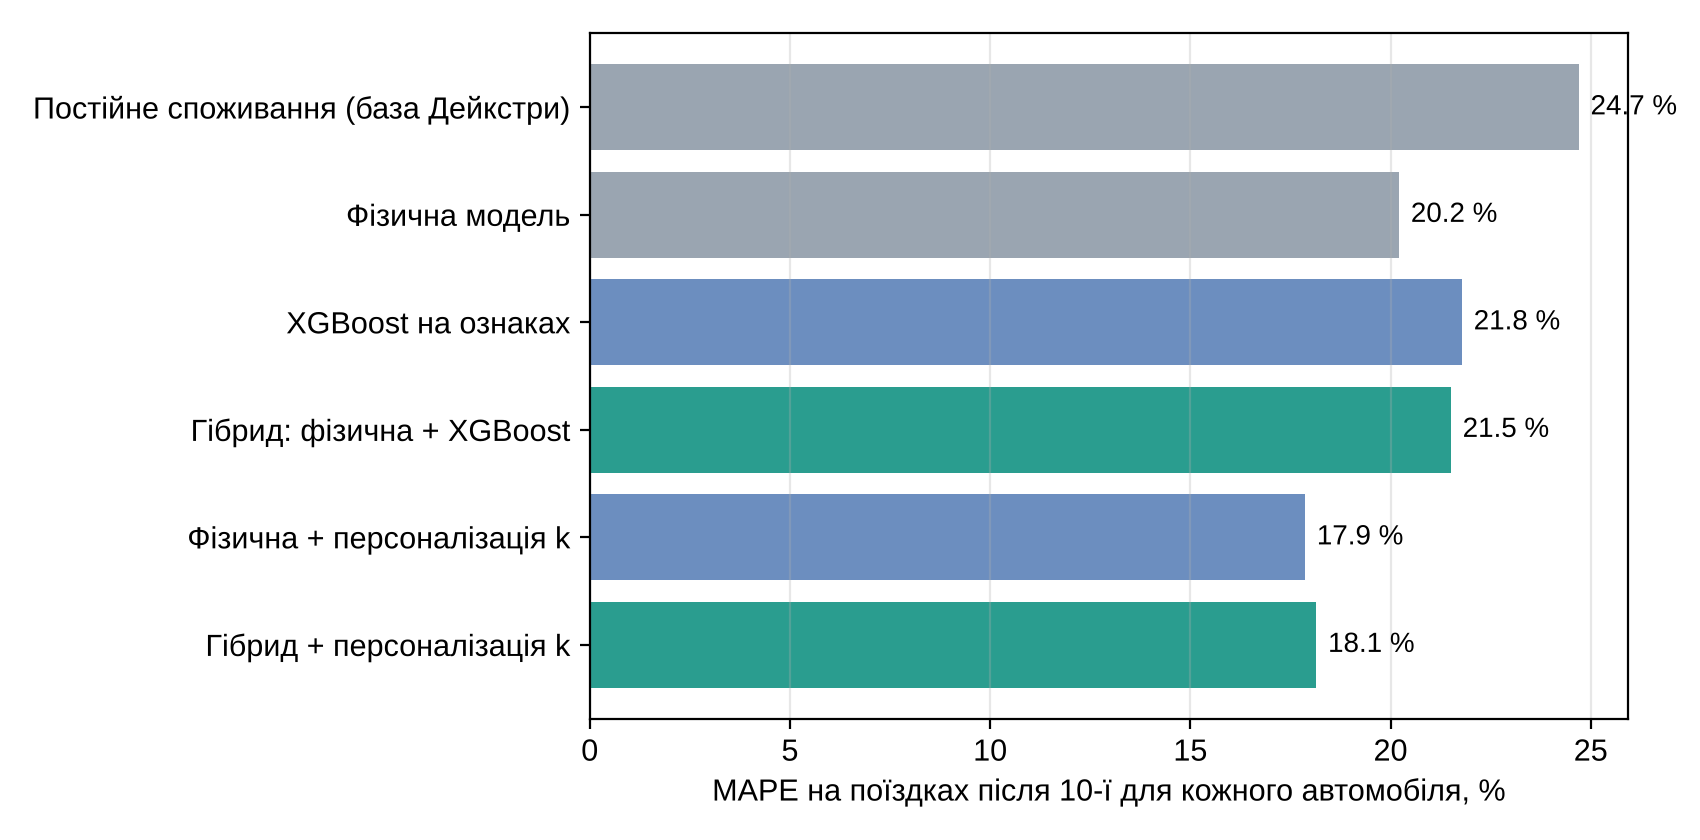 Постійне споживання (база Дейкстри)
24.7 %
Фізична модель
20.2 %
XGBoost на ознаках
21.8 %
Гібрид: фізична + XGBoost
21.5 %
Фізична + персоналізація k
17.9 %
Гібрид + персоналізація k
18.1 %
0 5 10 15 20 25
MAPE на поїздках після 10-ї для кожного автомобіля, %